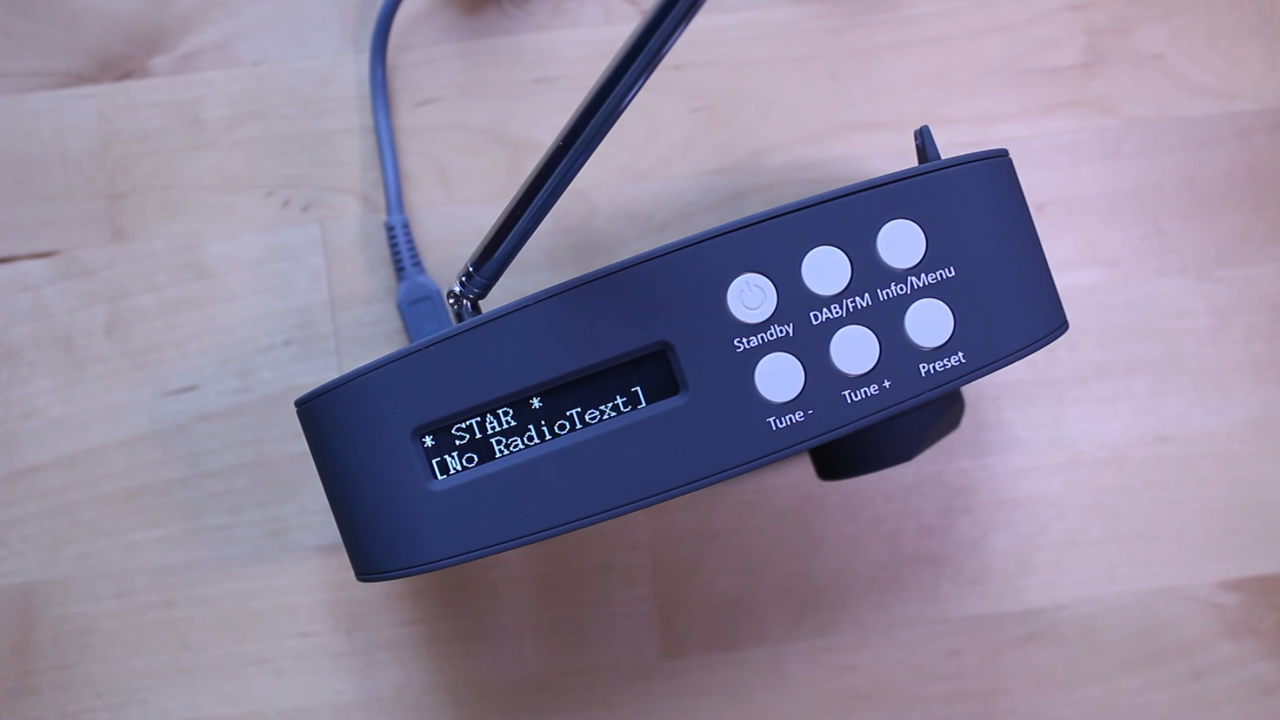 * STAR *
[No RadioText]
Standby
DAB/FM
Info/Menu
Tune -
Tune +
Preset